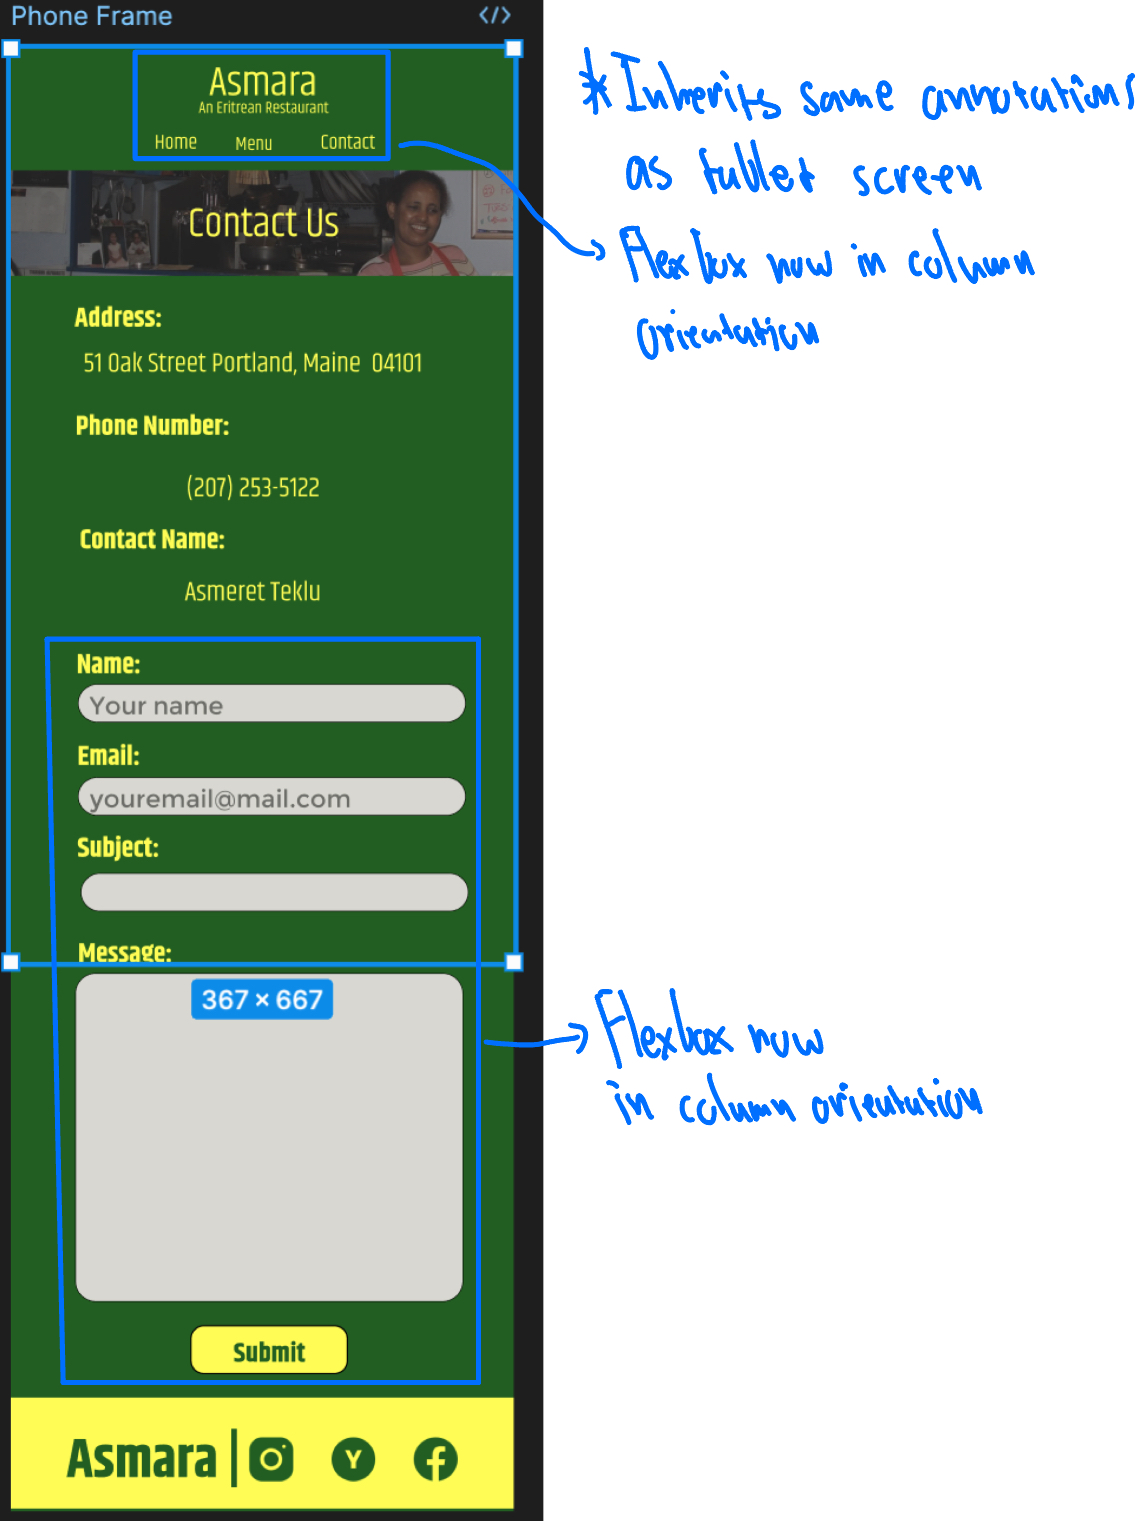 Phone Frame
Asmara
An Eritrean Restaurant
Home Menu Contact
Contact Us
Address:
51 Oak Street Portland, Maine 04101
Phone Number:
(207) 253-5122
Contact Name:
Asmeret Teklu
Name:
Your name
Email:
youremail@mail.com
Subject:
Message:
367 × 667
Submit
Asmara
* Inherits same annotations
as tablet screen
Flexbox now in column
orientation
Flexbox now
in column orientation